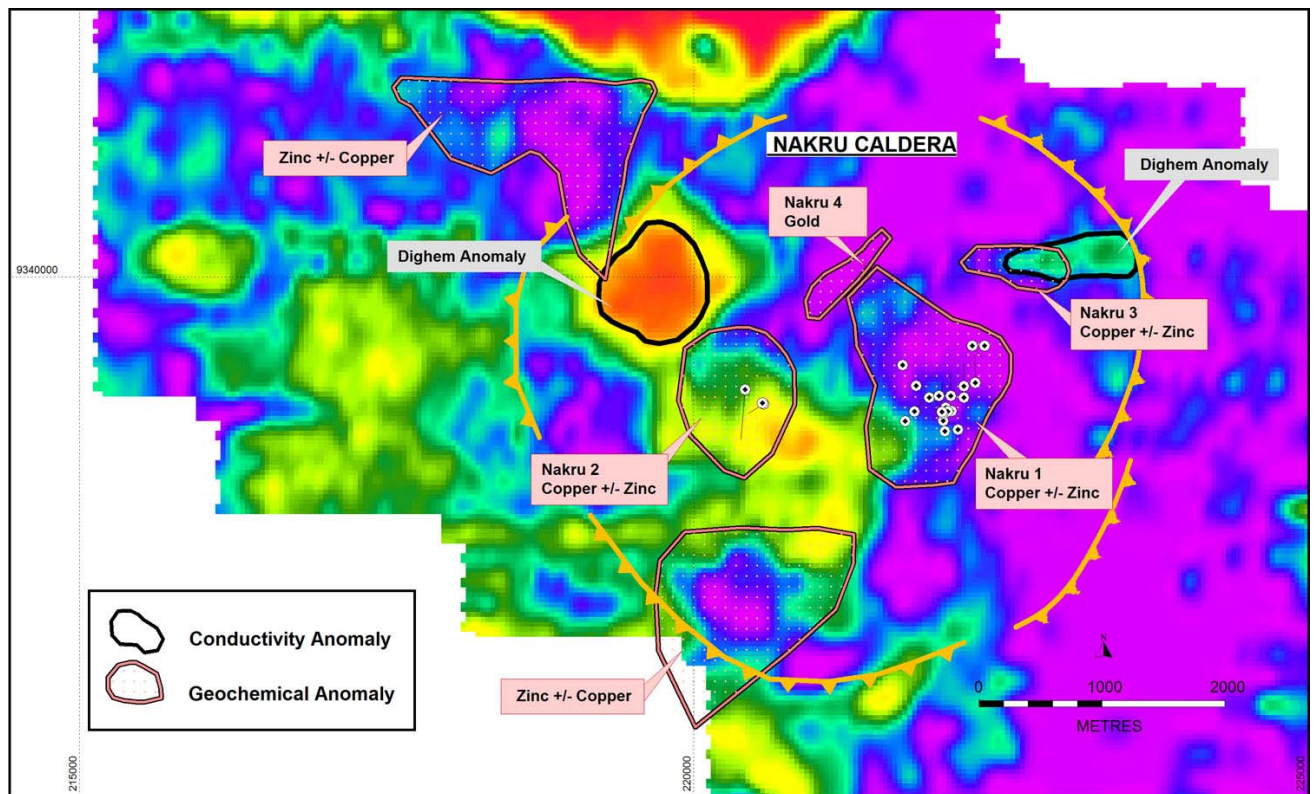 NAKRU CALDERA
Zinc +/- Copper
Dighem Anomaly
Nakru 4
Gold
Dighem Anomaly
9340000
Nakru 3
Copper +/- Zinc
Nakru 2
Copper +/- Zinc
Nakru 1
Copper +/- Zinc
Conductivity Anomaly
Geochemical Anomaly
Zinc +/- Copper
N
0
1000
2000
METRES
215000
220000
225000